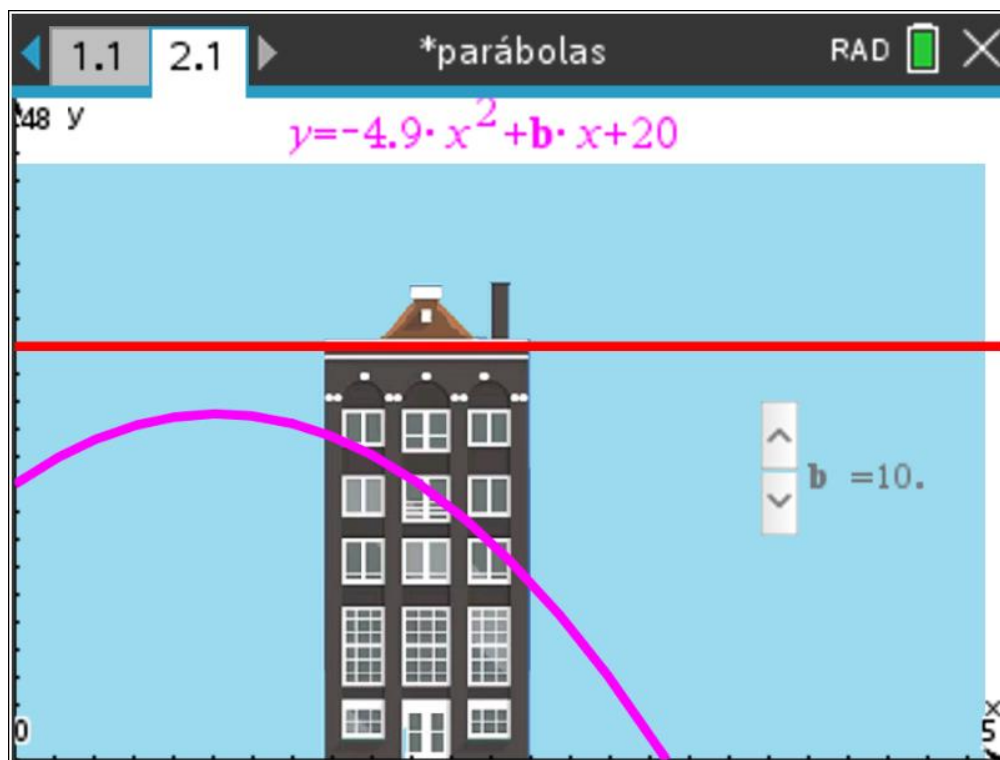 1.1 2.1 *parábolas RAD
48 y
y=-4.9· x²+b· x+20
b =10.
x
0 5